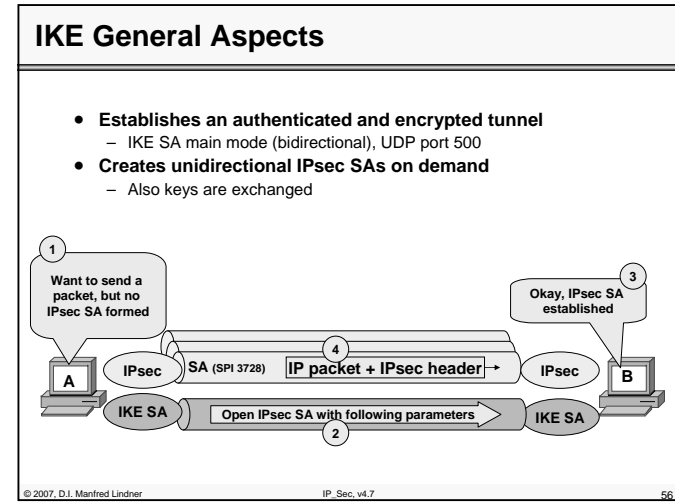 IKE General Aspects
• Establishes an authenticated and encrypted tunnel
– IKE SA main mode (bidirectional), UDP port 500
• Creates unidirectional IPsec SAs on demand
– Also keys are exchanged
1
Want to send a
packet, but no
IPsec SA formed
3
Okay, IPsec SA
established
4
A
IPsec
SA (SPI 3728)
IP packet + IPsec header
IPsec
B
IKE SA
Open IPsec SA with following parameters
IKE SA
2
© 2007, D.I. Manfred Lindner
IP_Sec, v4.7
56